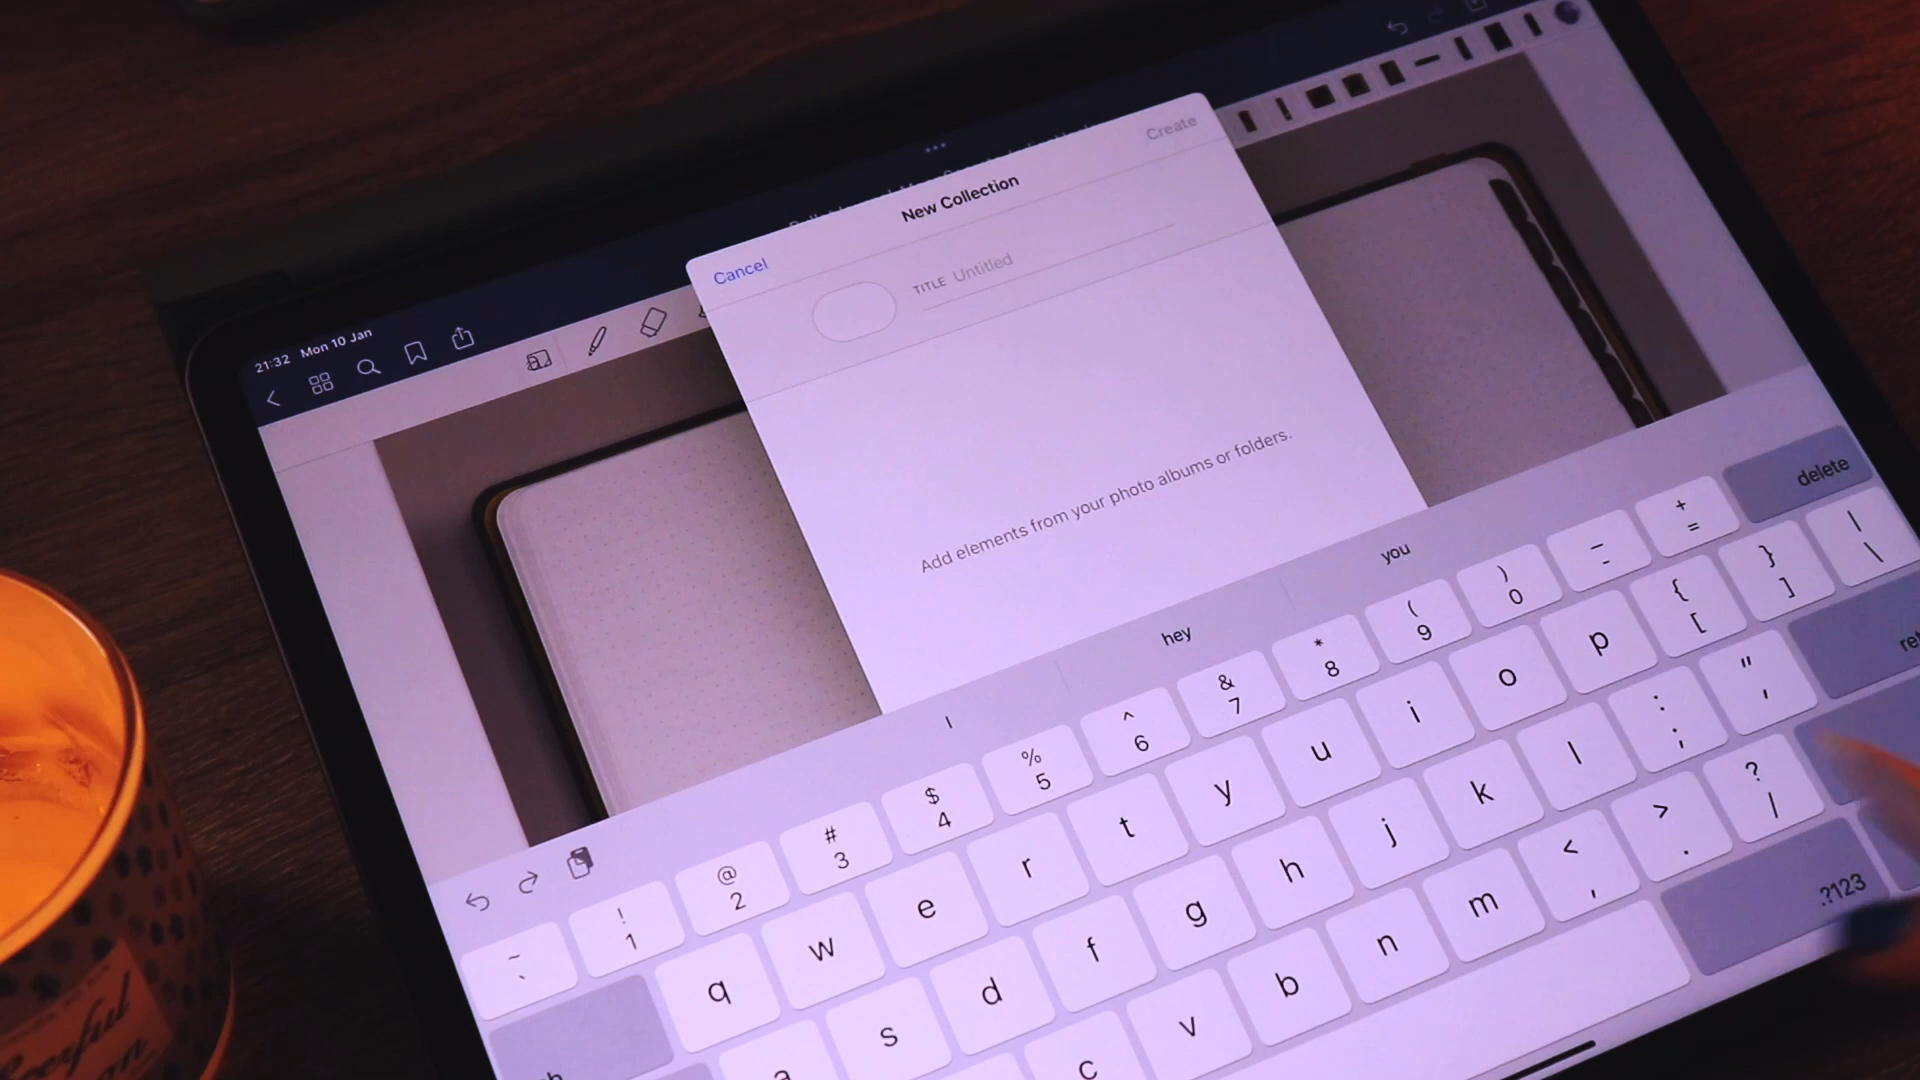 21:32 Mon 10 Jan
Create
New Collection
Cancel
TITLE Untitled
Add elements from your photo albums or folders.
I hey you
~ ! @ # $ % ^ & * ( ) _ + delete
` 1 2 3 4 5 6 7 8 9 0 - =
q w e r t y u i o p { } |
[ ] \
a s d f g h j k l : " ret
; '
c v b n m < > ?
, . /
.?123